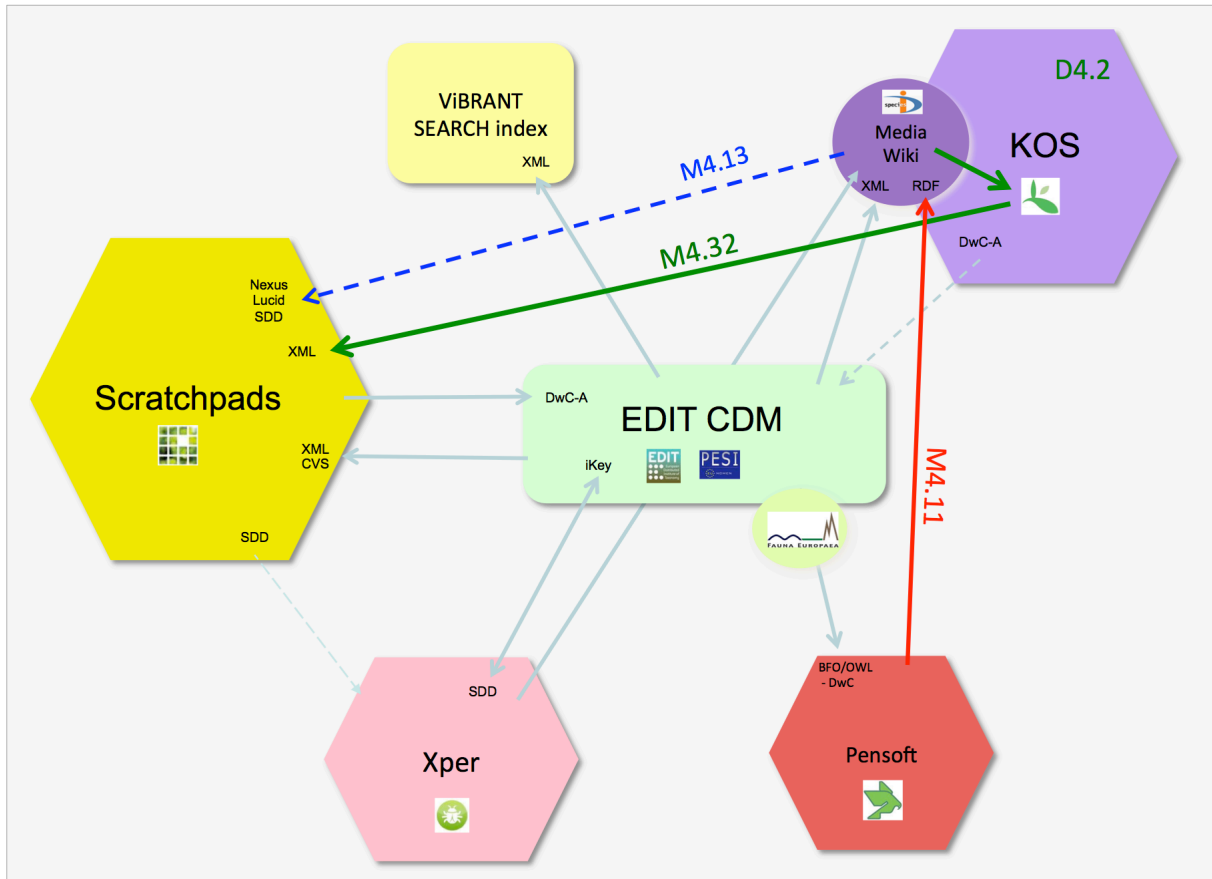 ViBRANT
SEARCH index
XML
D4.2
KOS
Media
Wiki
XML RDF
DwC-A
M4.13
M4.32
Nexus
Lucid
SDD
XML
Scratchpads
XML
CVS
SDD
DwC-A
EDIT CDM
iKey
EDIT
PESI
FAUNA EUROPAEA
M4.11
SDD
Xper
BFO/OWL
- DwC
Pensoft